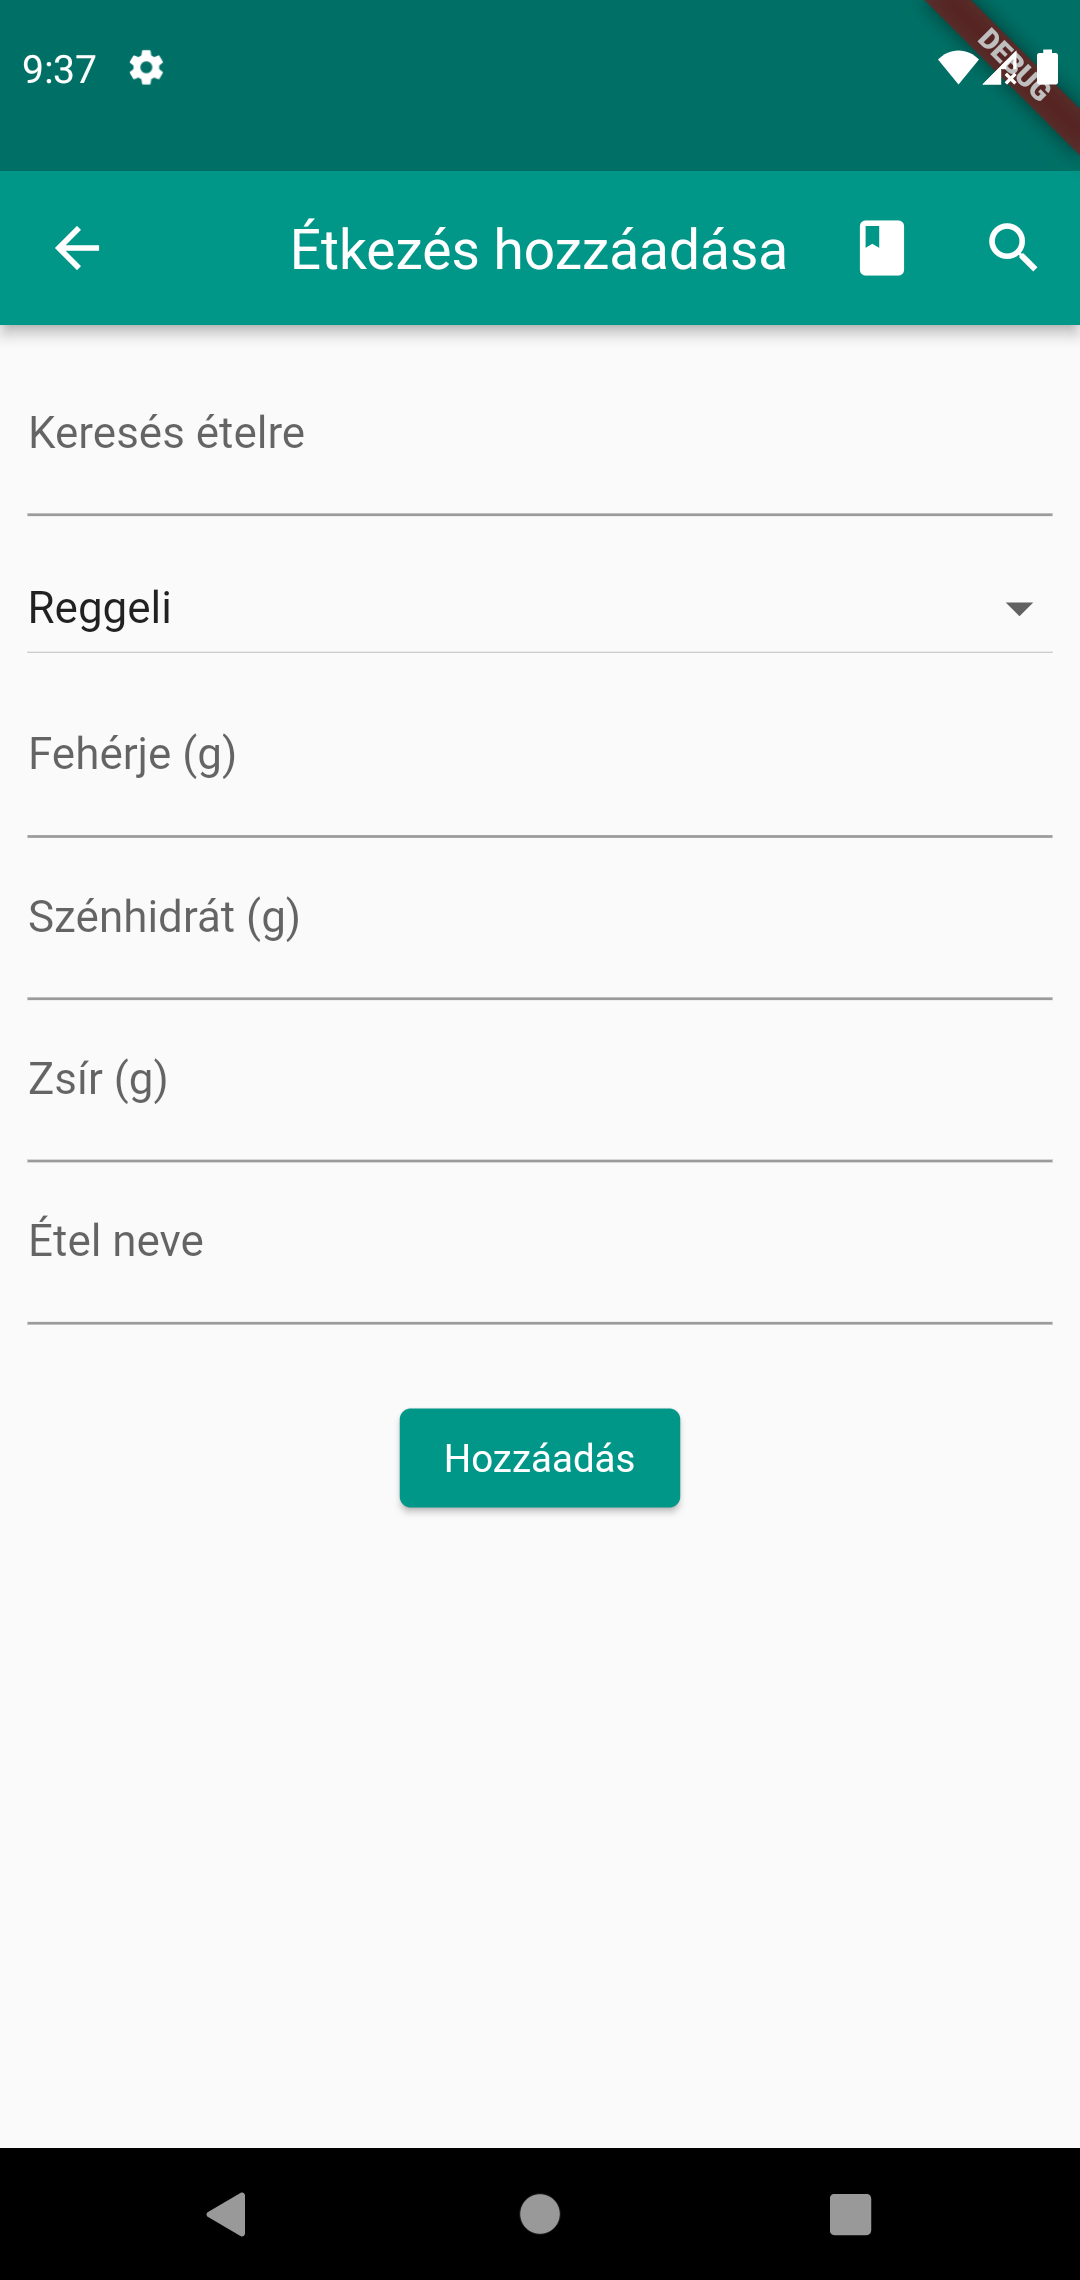 9:37
DEBUG
Étkezés hozzáadása
Keresés ételre
Reggeli
Fehérje (g)
Szénhidrát (g)
Zsír (g)
Étel neve
Hozzáadás